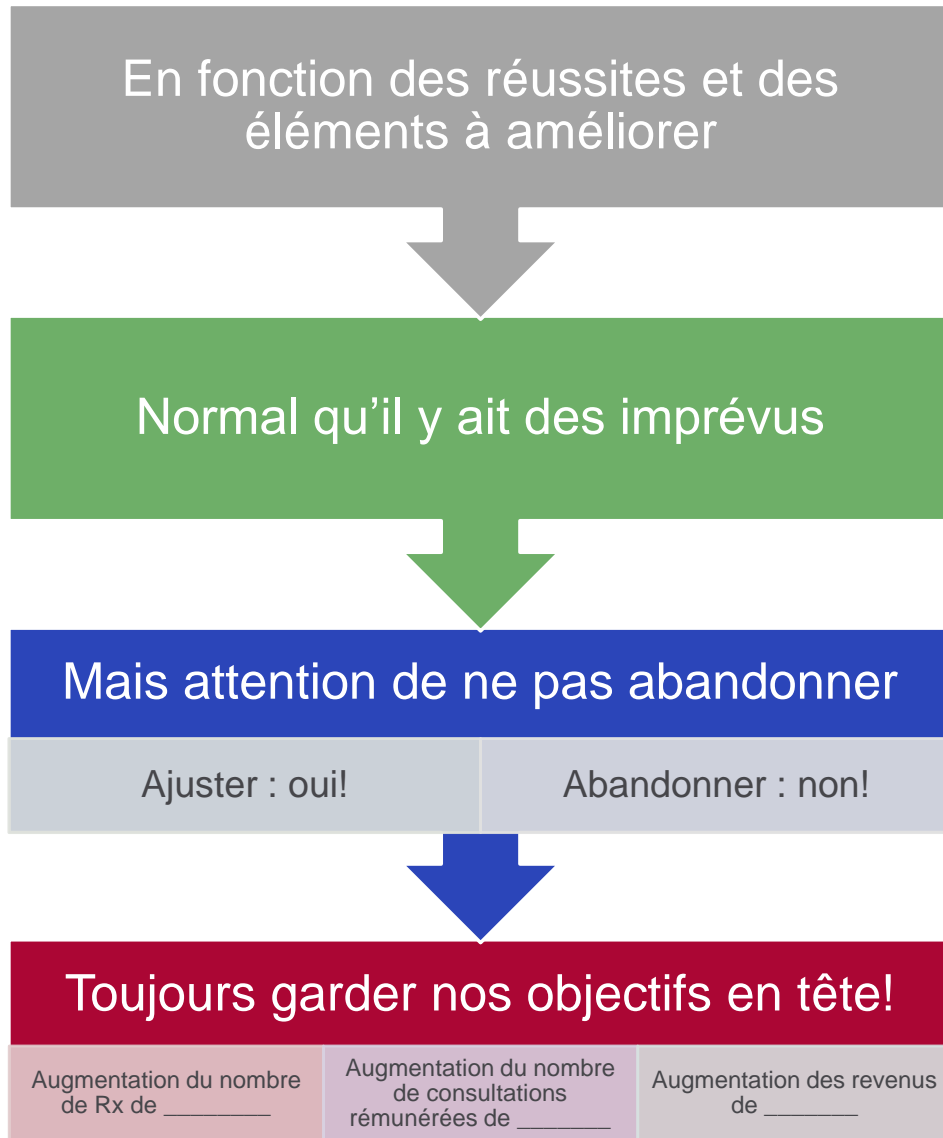 En fonction des réussites et des
éléments à améliorer
Normal qu’il y ait des imprévus
Mais attention de ne pas abandonner
Ajuster : oui!
Abandonner : non!
Toujours garder nos objectifs en tête!
Augmentation du nombre
de Rx de ________
Augmentation du nombre
de consultations
rémunérées de _______
Augmentation des revenus
de _______